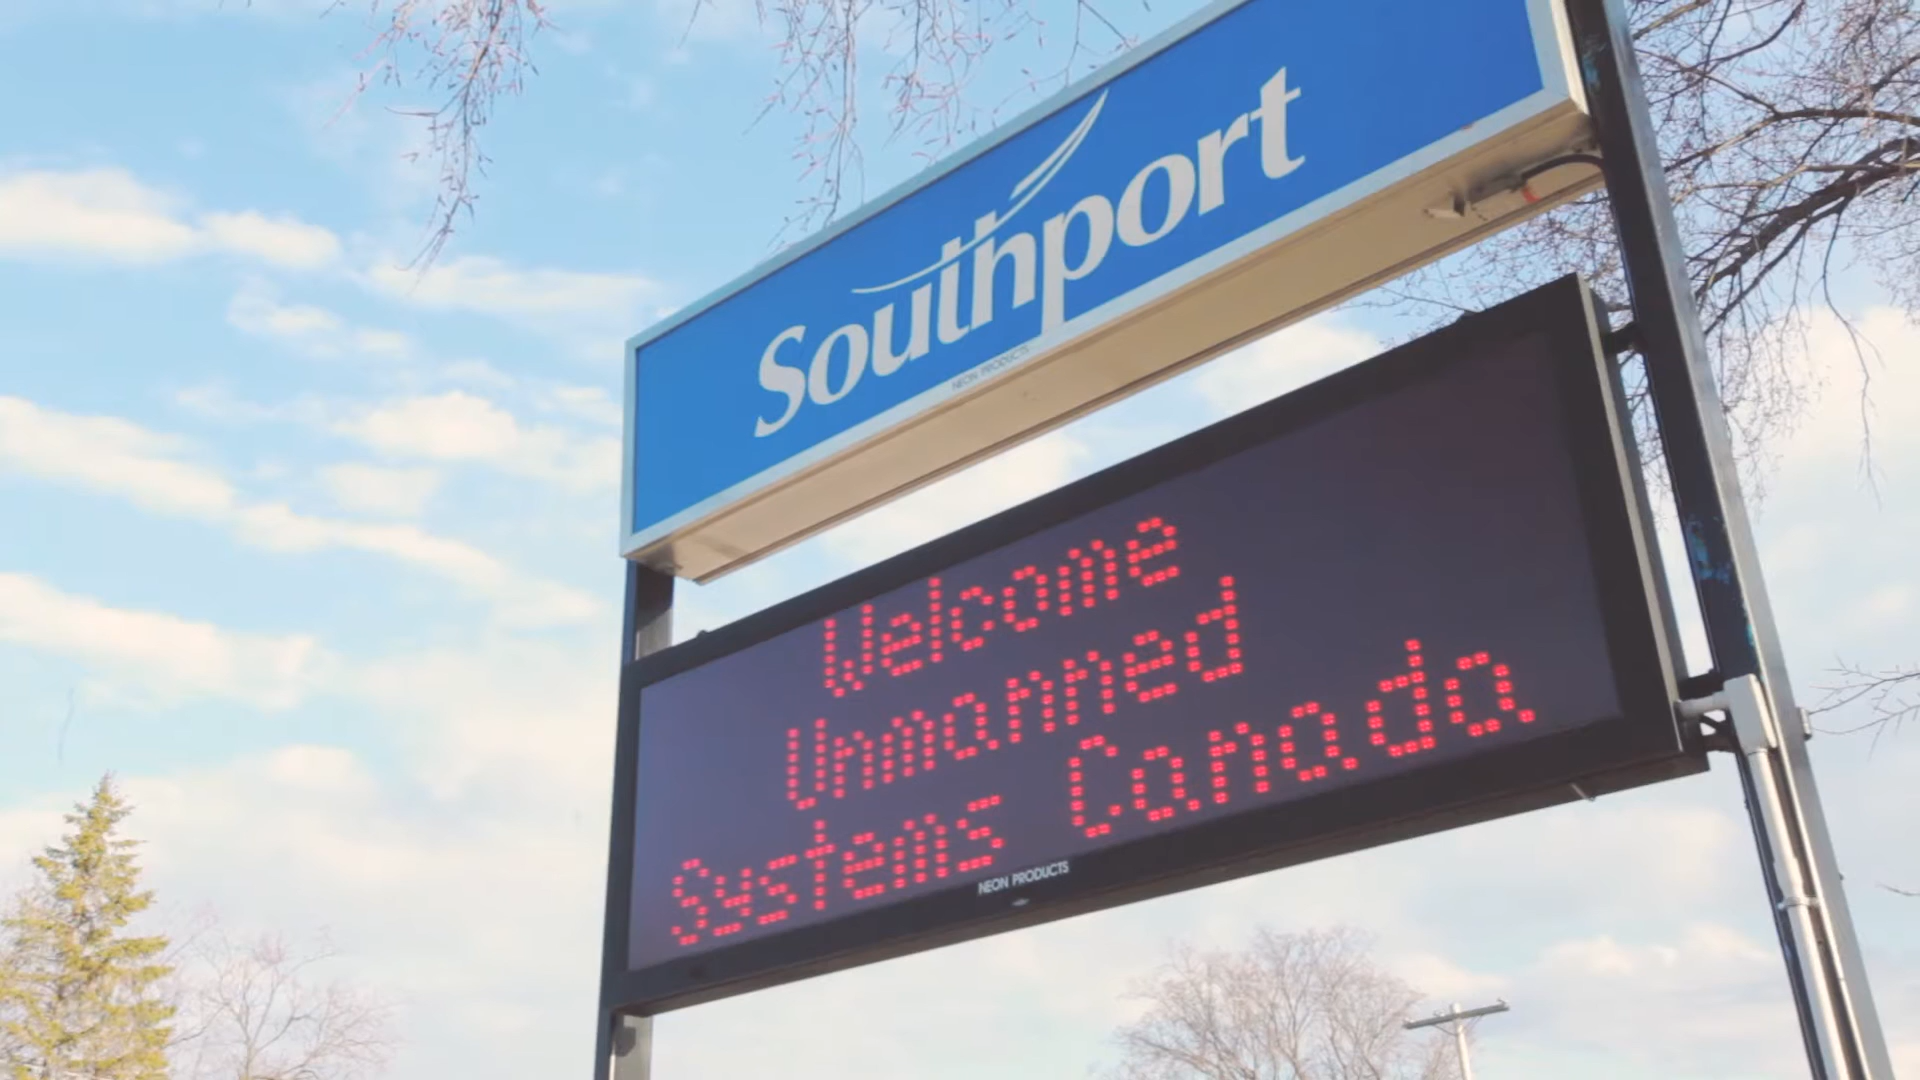 Southport
NEON PRODUCTS
Welcome
Unmanned
Systems Canada
NEON PRODUCTS